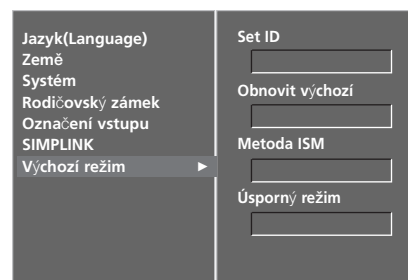 Jazyk(Language)
Země
Systém
Rodičovský zámek
Označení vstupu
SIMPLINK
Výchozí režim ►
Set ID
Obnovit výchozí
Metoda ISM
Úsporný režim